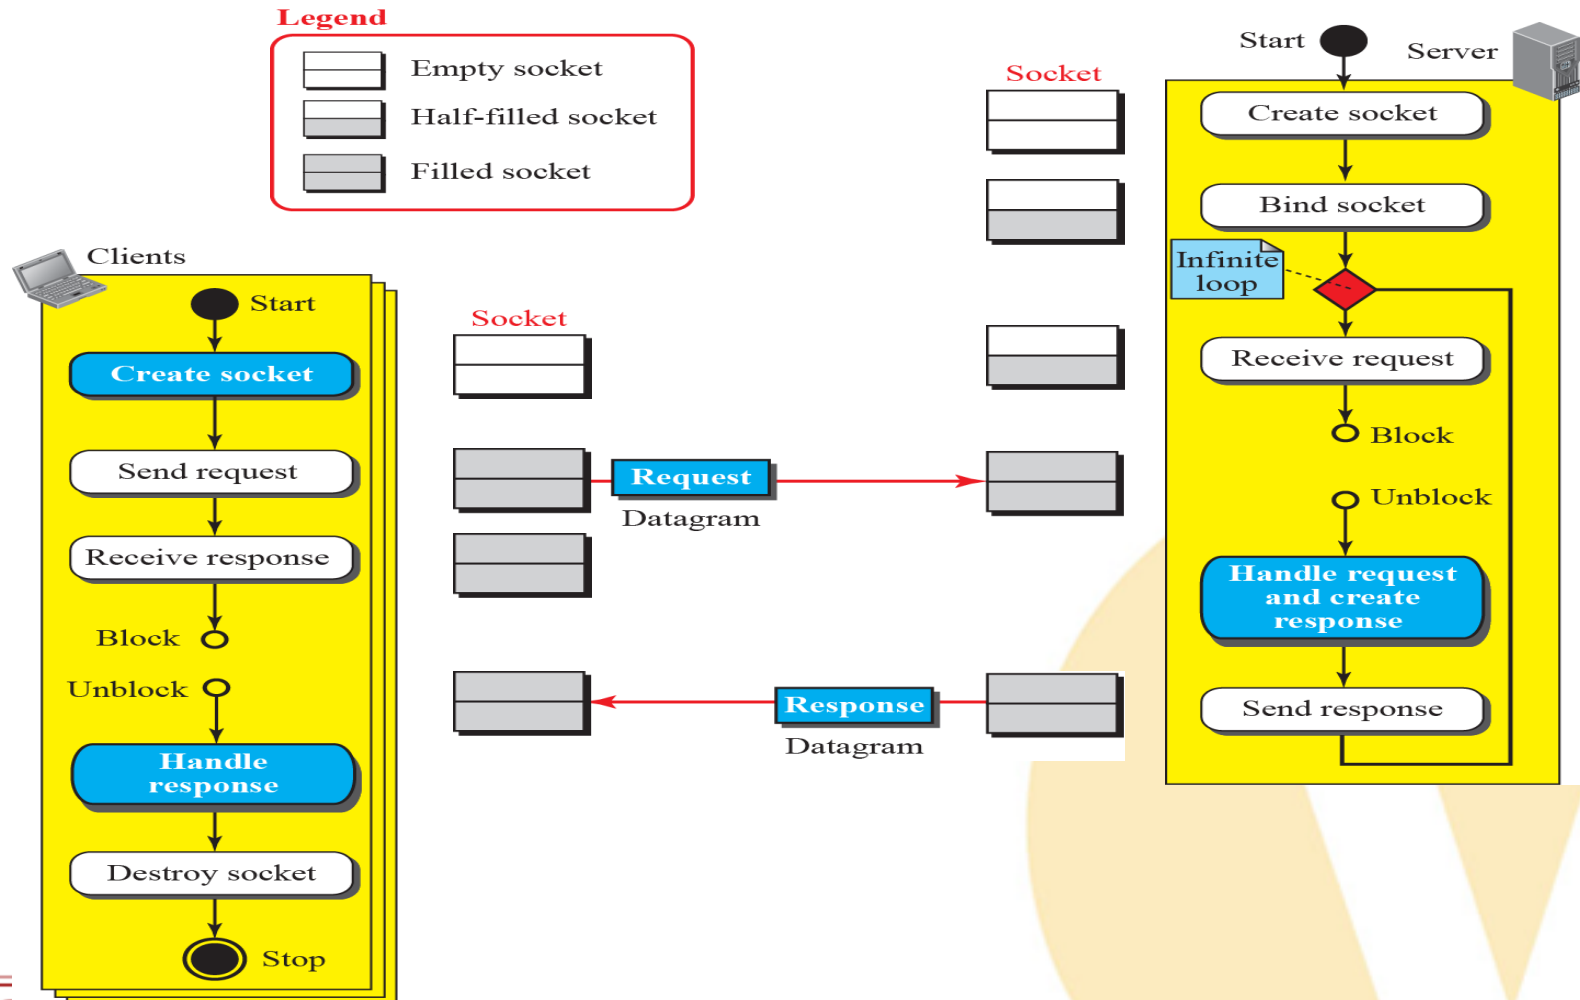 Legend
Empty socket
Half-filled socket
Filled socket
Clients
Start
Create socket
Send request
Receive response
Block
Unblock
Handle
response
Destroy socket
Stop
Socket
Request
Datagram
Response
Datagram
Socket
Start
Server
Create socket
Bind socket
Infinite
loop
Receive request
Block
Unblock
Handle request
and create
response
Send response